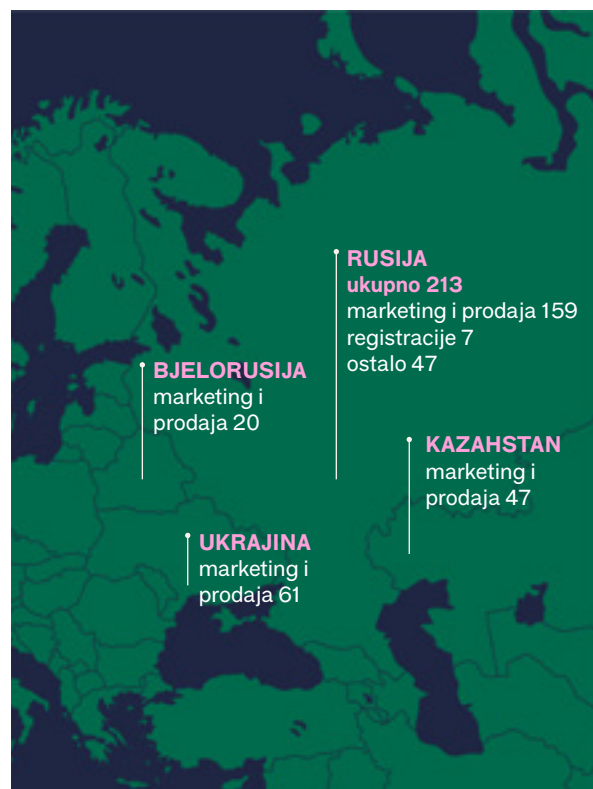 RUSIJA
ukupno 213
marketing i prodaja 159
registracije 7
ostalo 47
BJELORUSIJA
marketing i
prodaja 20
KAZAHSTAN
marketing i
prodaja 47
UKRAJINA
marketing i
prodaja 61